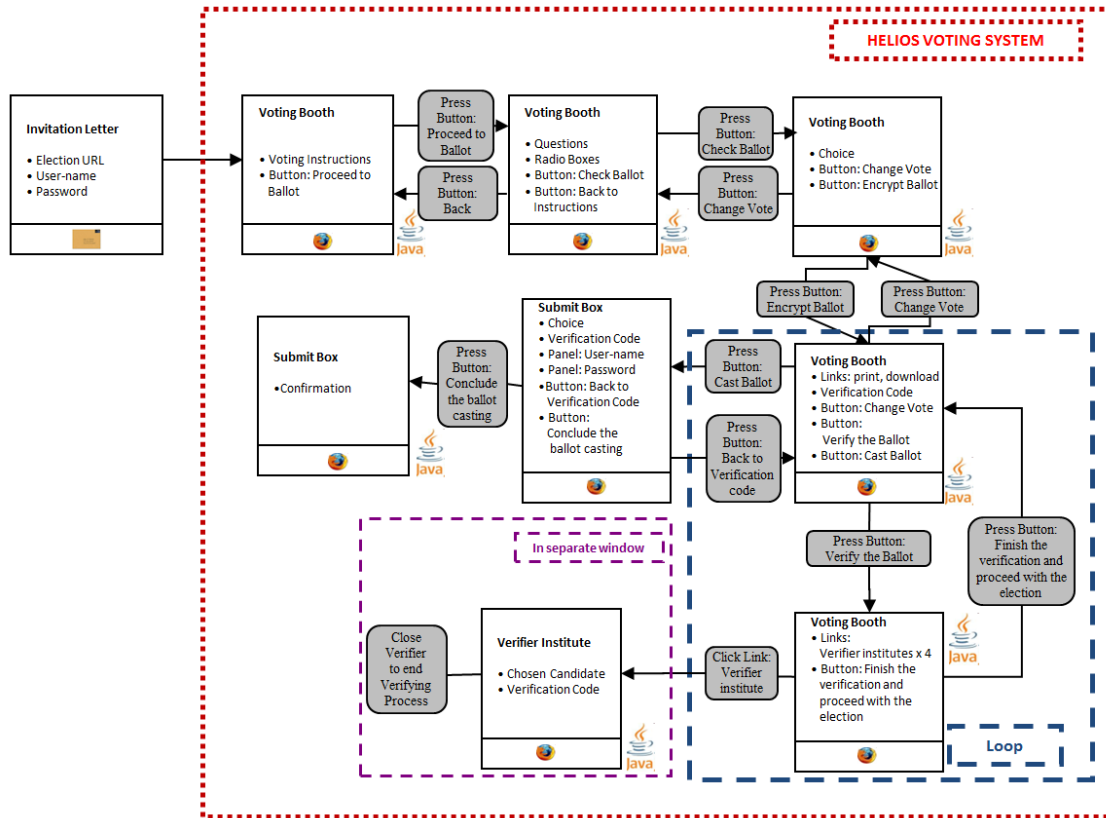 HELIOS VOTING SYSTEM
Invitation Letter
• Election URL
• User-name
• Password
Voting Booth
• Voting Instructions
• Button: Proceed to
Ballot
Java
Press
Button:
Proceed to
Ballot
Press
Button:
Back
Voting Booth
• Questions
• Radio Boxes
• Button: Check Ballot
• Button: Back to
Instructions
Java
Press
Button:
Check Ballot
Press
Button:
Change Vote
Voting Booth
• Choice
• Button: Change Vote
• Button: Encrypt Ballot
Java
Press Button:
Encrypt Ballot
Press Button:
Change Vote
Submit Box
•Confirmation
Java
Press
Button:
Conclude
the ballot
casting
Submit Box
• Choice
• Verification Code
• Panel: User-name
• Panel: Password
•Button: Back to
Verification Code
• Button:
Conclude the
ballot casting
Java
Press
Button:
Cast Ballot
Press
Button:
Back to
Verification
code
Voting Booth
• Links: print, download
• Verification Code
• Button: Change Vote
• Button:
Verify the Ballot
• Button: Cast Ballot
Java
Press Button:
Verify the Ballot
Press Button:
Finish the
verification and
proceed with the
election
In separate window
Close
Verifier
to end
Verifying
Process
Verifier Institute
• Chosen Candidate
• Verification Code
Java
Click Link:
Verifier
institute
Voting Booth
• Links:
Verifier institutes x 4
• Button: Finish the
verification and
proceed with the
election
Java
Loop